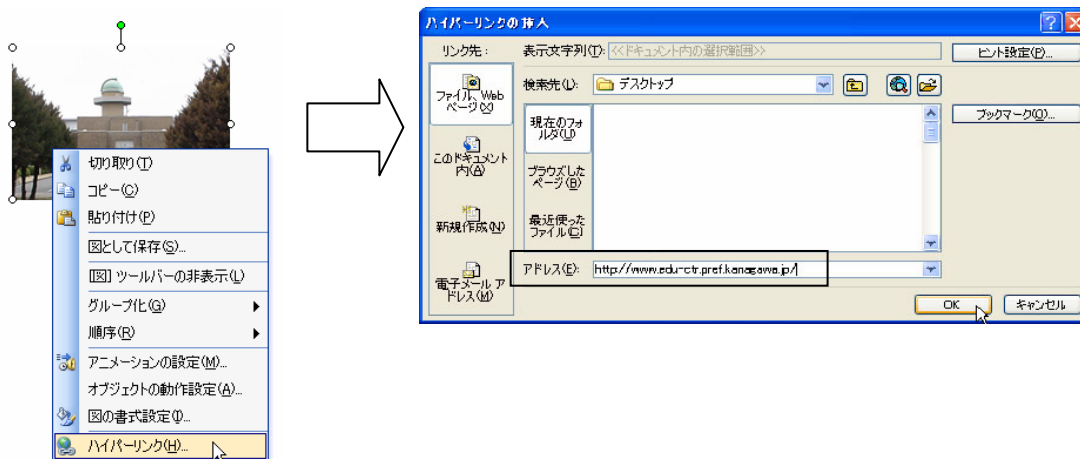 切り取り(T)
コピー(C)
貼り付け(P)
図として保存(S)...
[図] ツールバーの非表示(L)
グループ化(G)
順序(R)
アニメーションの設定(M)...
オブジェクトの動作設定(A)...
図の書式設定(I)...
ハイパーリンク(H)...
ハイパーリンクの挿入
リンク先:
表示文字列(T): <<ドキュメント内の選択範囲>>
ヒント設定(P)...
ファイル、Web
ページ(X)
検索先(L): デスクトップ
現在のフォ
ルダ(U)
ブックマーク(O)...
このドキュメント
内(A)
ブラウズした
ページ(B)
新規作成(N)
最近使った
ファイル(C)
電子メール ア
ドレス(M)
アドレス(E): http://www.edu-ctr.pref.kanagawa.jp/
OK
キャンセル